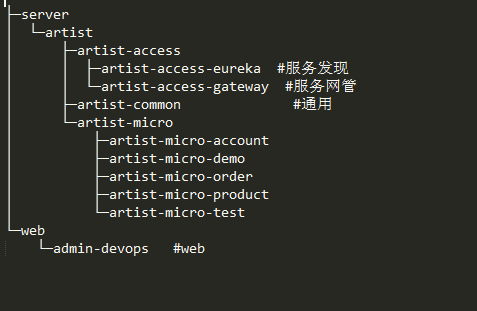 ├─server
│  └─artist
│      ├─artist-access
│      │  ├─artist-access-eureka  #服务发现
│      │  └─artist-access-gateway  #服务网管
│      ├─artist-common              #通用
│      └─artist-micro
│          ├─artist-micro-account
│          ├─artist-micro-demo
│          ├─artist-micro-order
│          ├─artist-micro-product
│          └─artist-micro-test
└─web
    └─admin-devops   #web